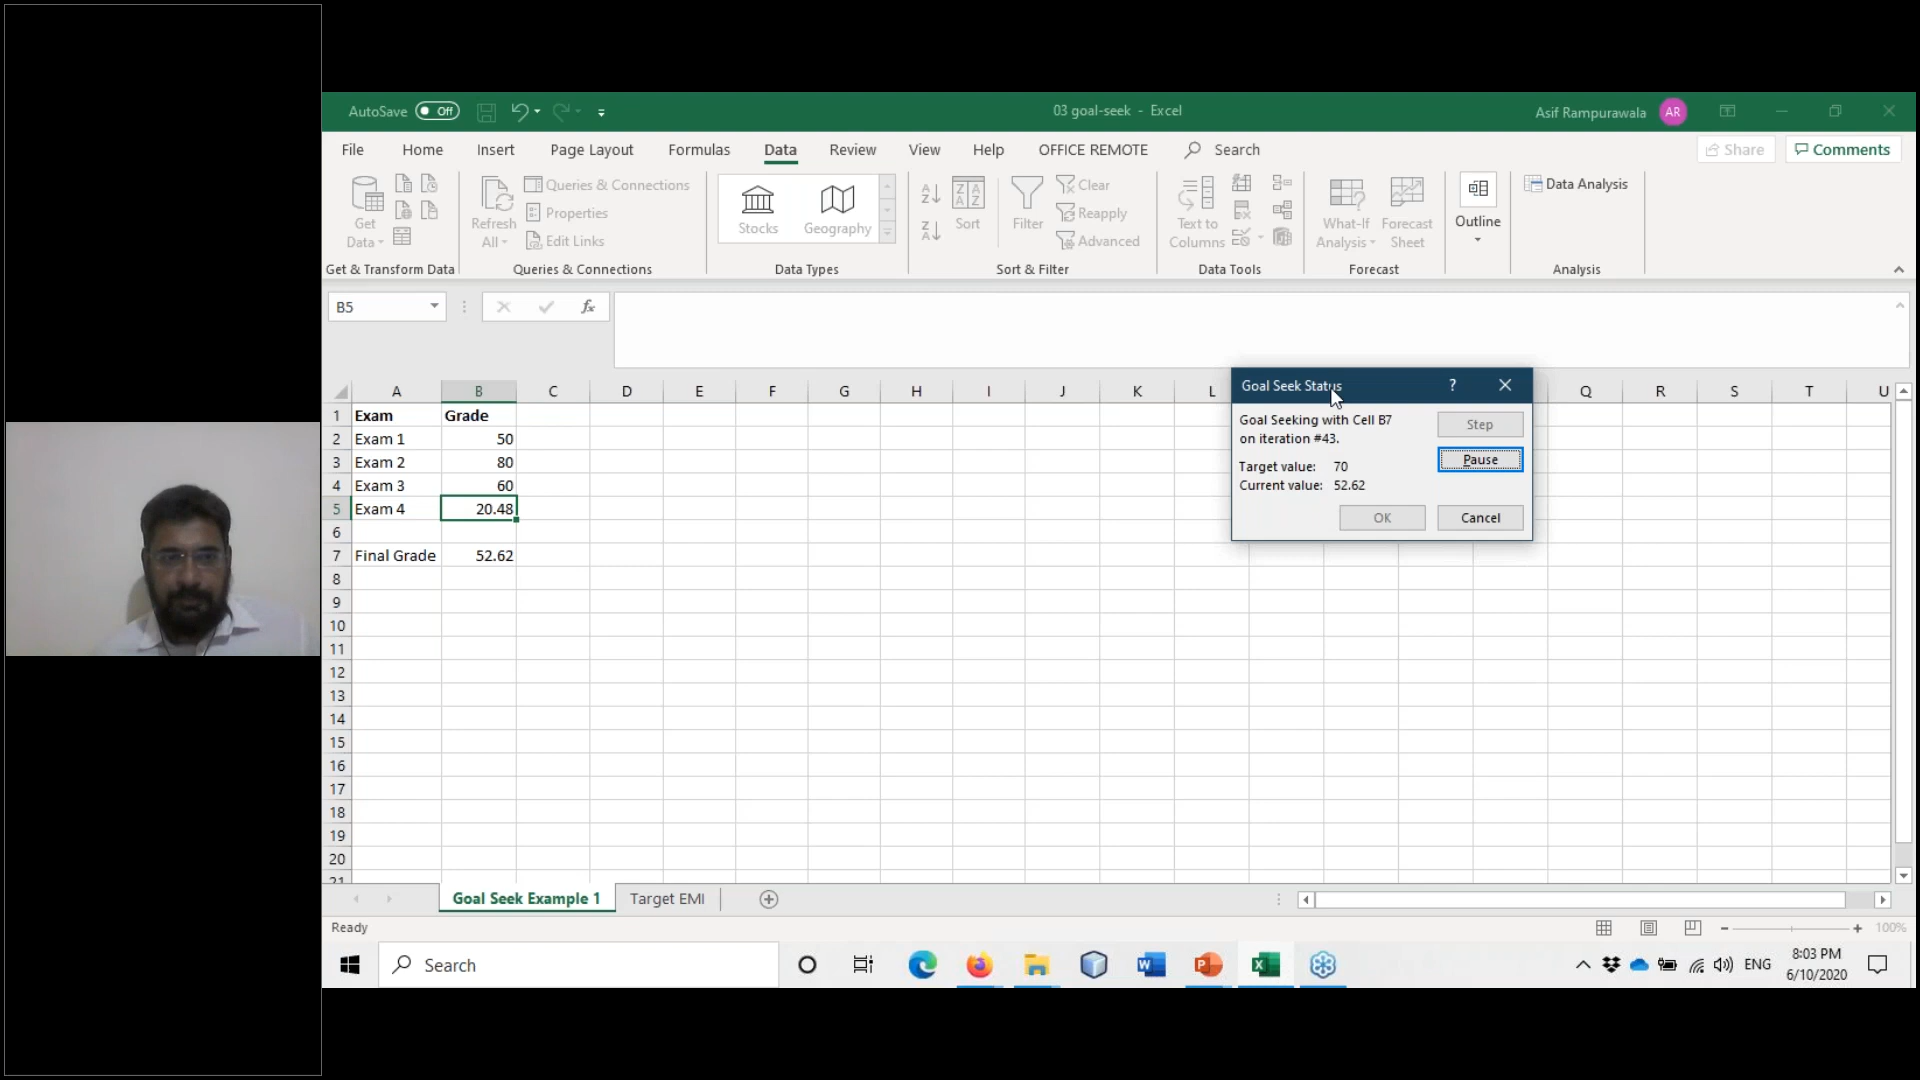 AutoSave Off
03 goal-seek - Excel
Asif Rampurawala AR
File Home Insert Page Layout Formulas Data Review View Help OFFICE REMOTE Search
Share Comments
Get Data
Get & Transform Data
Refresh All
Queries & Connections
Properties
Edit Links
Queries & Connections
Stocks
Geography
Data Types
Sort
Filter
Clear
Reapply
Advanced
Sort & Filter
Text to Columns
Data Tools
What-If Analysis
Forecast Sheet
Forecast
Outline
Data Analysis
Analysis
B5
fx
A B C D E F G H I J K L Q R S T U
1 Exam Grade
2 Exam 1 50
3 Exam 2 80
4 Exam 3 60
5 Exam 4 20.48
6
7 Final Grade 52.62
8
9
10
11
12
13
14
15
16
17
18
19
20
21
Goal Seek Status ?
Goal Seeking with Cell B7
on iteration #43.
Target value: 70
Current value: 52.62
Step
Pause
OK
Cancel
Goal Seek Example 1 Target EMI
Ready
100%
Search
ENG
8:03 PM
6/10/2020